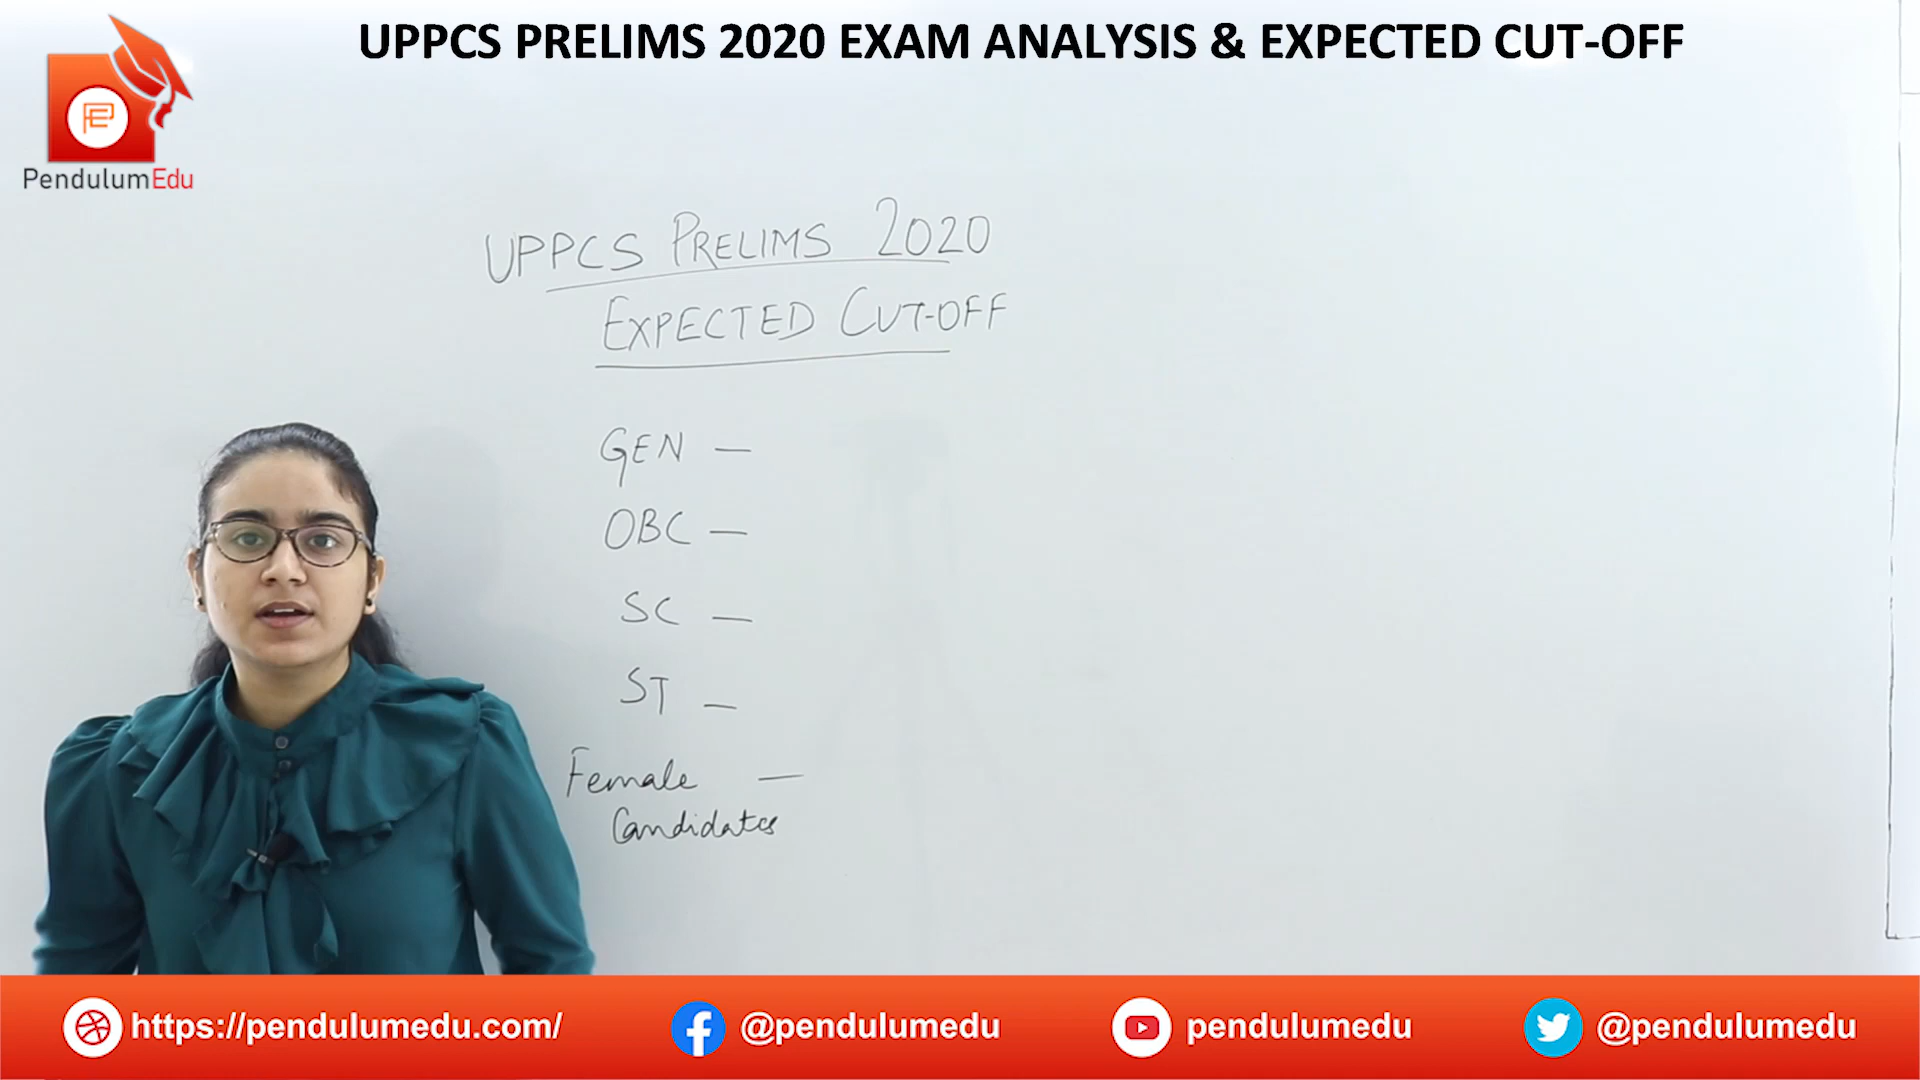 UPPCS PRELIMS 2020 EXAM ANALYSIS & EXPECTED CUT-OFF
PE
PendulumEdu
UPPCS PRELIMS 2020
EXPECTED CUT-OFF
GEN —
OBC —
SC —
ST —
Female —
Candidates
https://pendulumedu.com/ @pendulumedu pendulumedu @pendulumedu